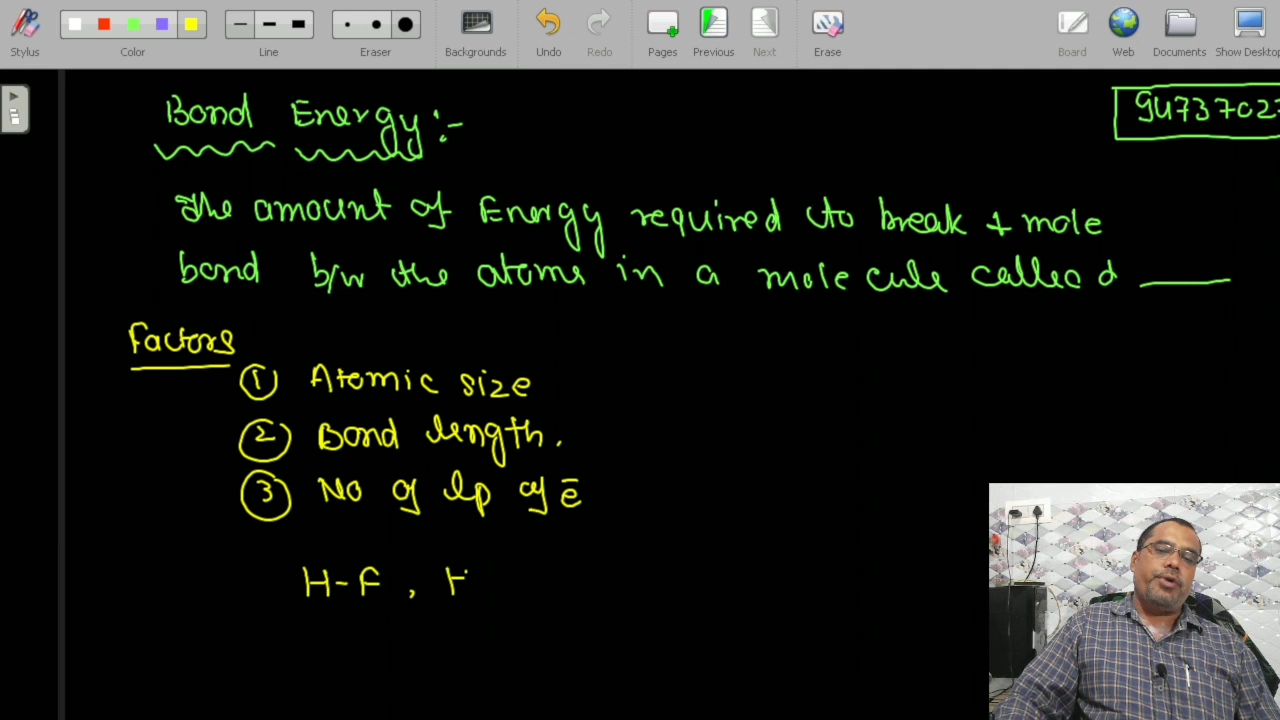 Stylus
Color
Line
Eraser
Backgrounds
Undo
Redo
Pages
Previous
Next
Erase
Board
Web
Documents
Show Desktop
Bond Energy:-
94737027
The amount of Energy required to break 1 mole
bond b/w the atoms in a molecule called
Factors
① Atomic size
② Bond length.
③ No of lp of ē
H-F,